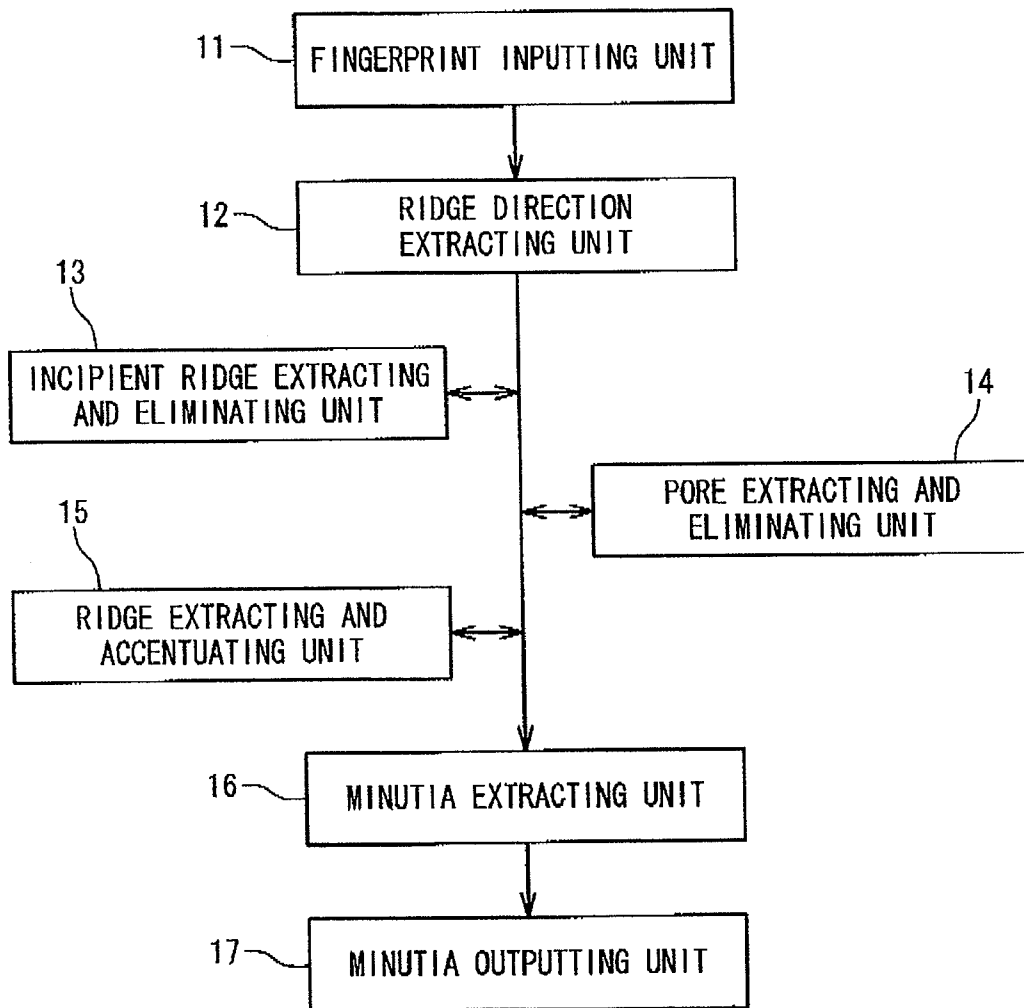 11
FINGERPRINT INPUTTING UNIT
12
RIDGE DIRECTION
EXTRACTING UNIT
13
INCIPIENT RIDGE EXTRACTING
AND ELIMINATING UNIT
14
PORE EXTRACTING AND
ELIMINATING UNIT
15
RIDGE EXTRACTING AND
ACCENTUATING UNIT
16
MINUTIA EXTRACTING UNIT
17
MINUTIA OUTPUTTING UNIT